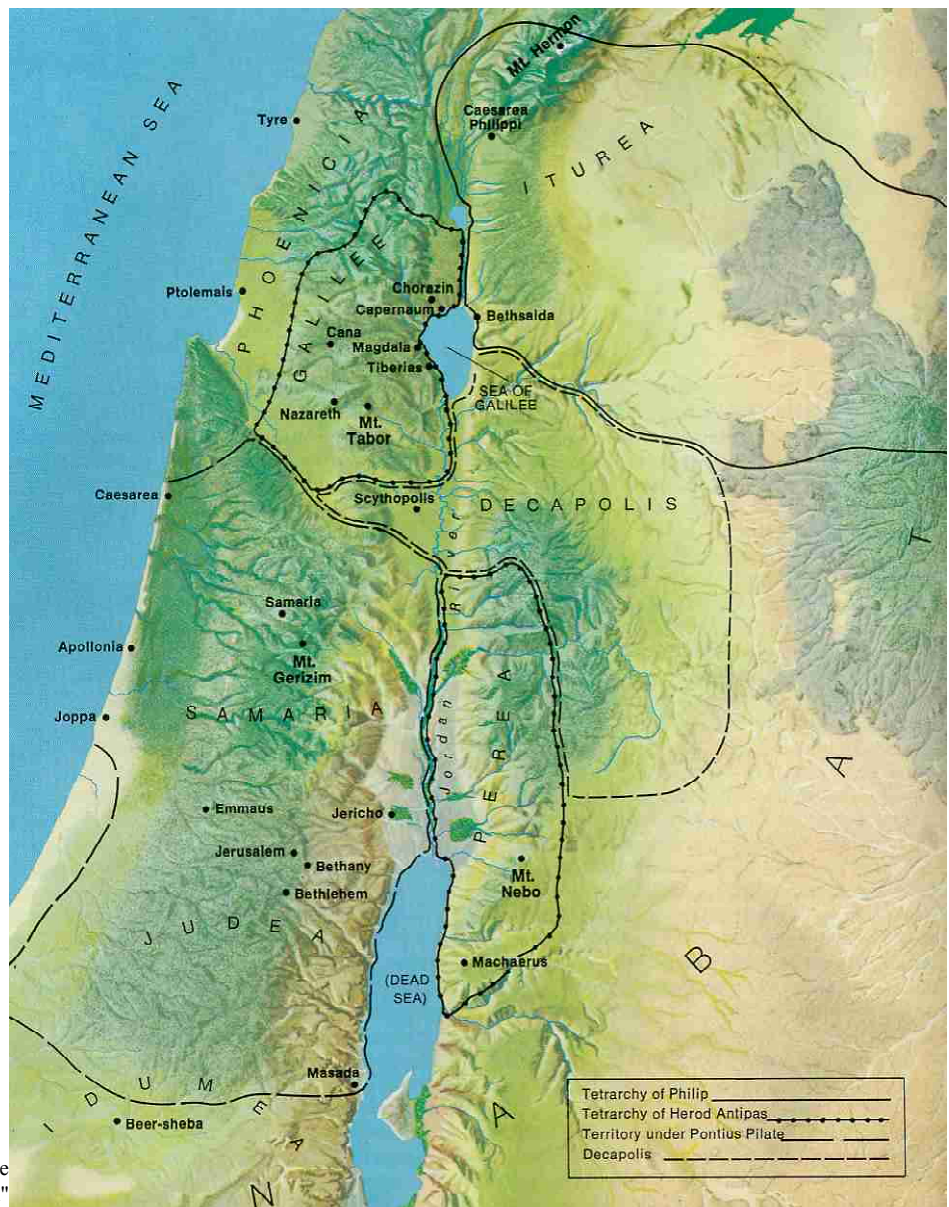 Mt. Hermon
MEDITERRANEAN SEA
Tyre
Caesarea
Philippi
PHOENICIA
ITUREA
GALILEE
Ptolemais
Chorazin
Capernaum
Bethsaida
Cana
Magdala
Tiberias
SEA OF
GALILEE
Nazareth
Mt.
Tabor
Caesarea
Scythopolis
DECAPOLIS
Jordan River
Samaria
Mt.
Gerizim
Apollonia
SAMARIA
Joppa
PEREA
Emmaus
Jericho
Jerusalem
Bethany
Bethlehem
Mt.
Nebo
JUDEA
Machaerus
(DEAD
SEA)
Masada
IDUMEA
Beer-sheba
NABAT
Tetrarchy of Philip
Tetrarchy of Herod Antipas
Territory under Pontius Pilate
Decapolis
e
"